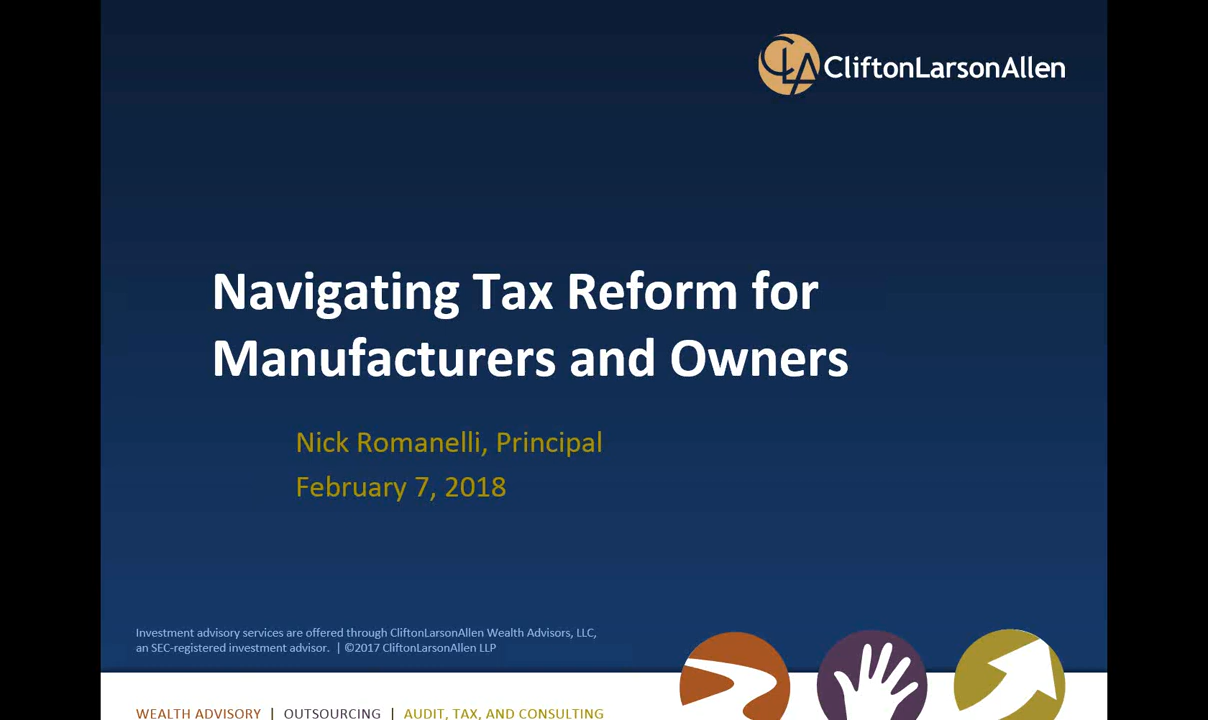 CLA CliftonLarsonAllen
Navigating Tax Reform for
Manufacturers and Owners
Nick Romanelli, Principal
February 7, 2018
Investment advisory services are offered through CliftonLarsonAllen Wealth Advisors, LLC,
an SEC-registered investment advisor. | ©2017 CliftonLarsonAllen LLP
WEALTH ADVISORY | OUTSOURCING | AUDIT, TAX, AND CONSULTING